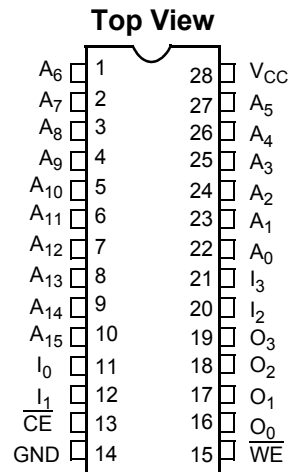 Top View
A6 1 28 VCC
A7 2 27 A5
A8 3 26 A4
A9 4 25 A3
A10 5 24 A2
A11 6 23 A1
A12 7 22 A0
A13 8 21 I3
A14 9 20 I2
A15 10 19 O3
I0 11 18 O2
I1 12 17 O1
C̅E̅ 13 16 O0
GND 14 15 W̅E̅